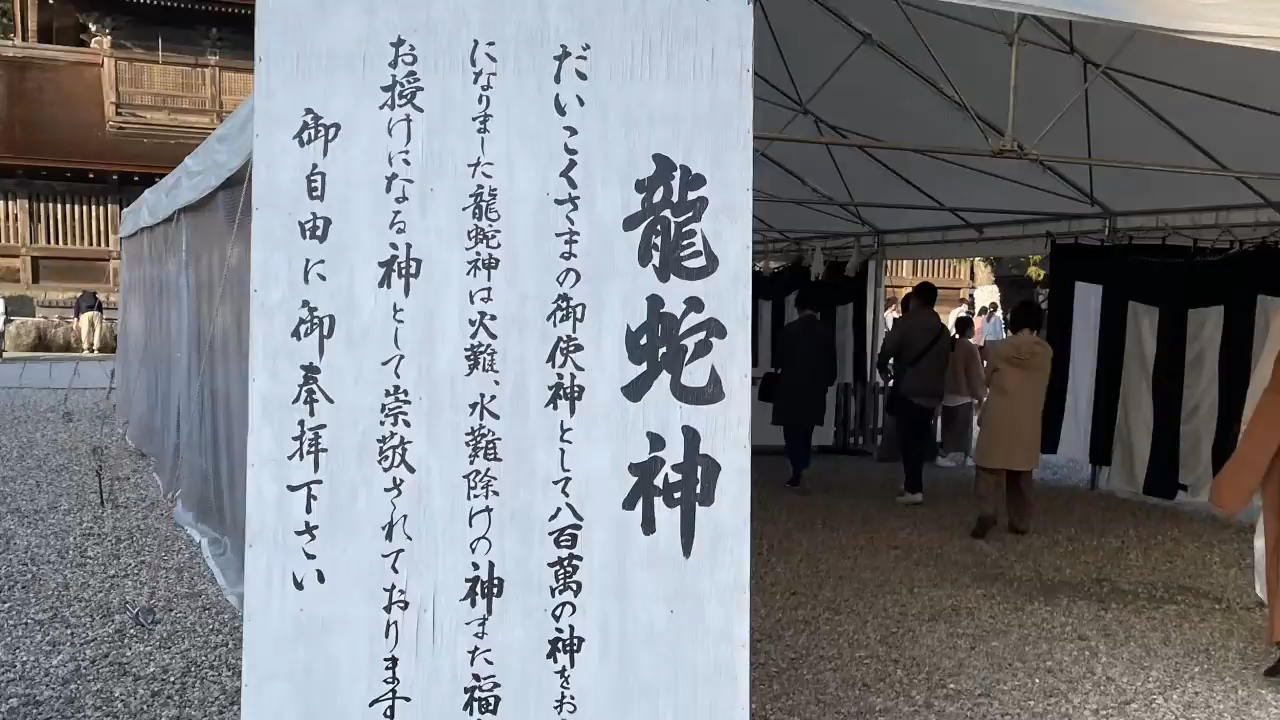 龍蛇神
だいこくさまの御使神として八百萬の神をお
になりました龍蛇神は火難、水難除けの神また福
お授けになる神として崇敬されております
御自由に御奉拝下さい